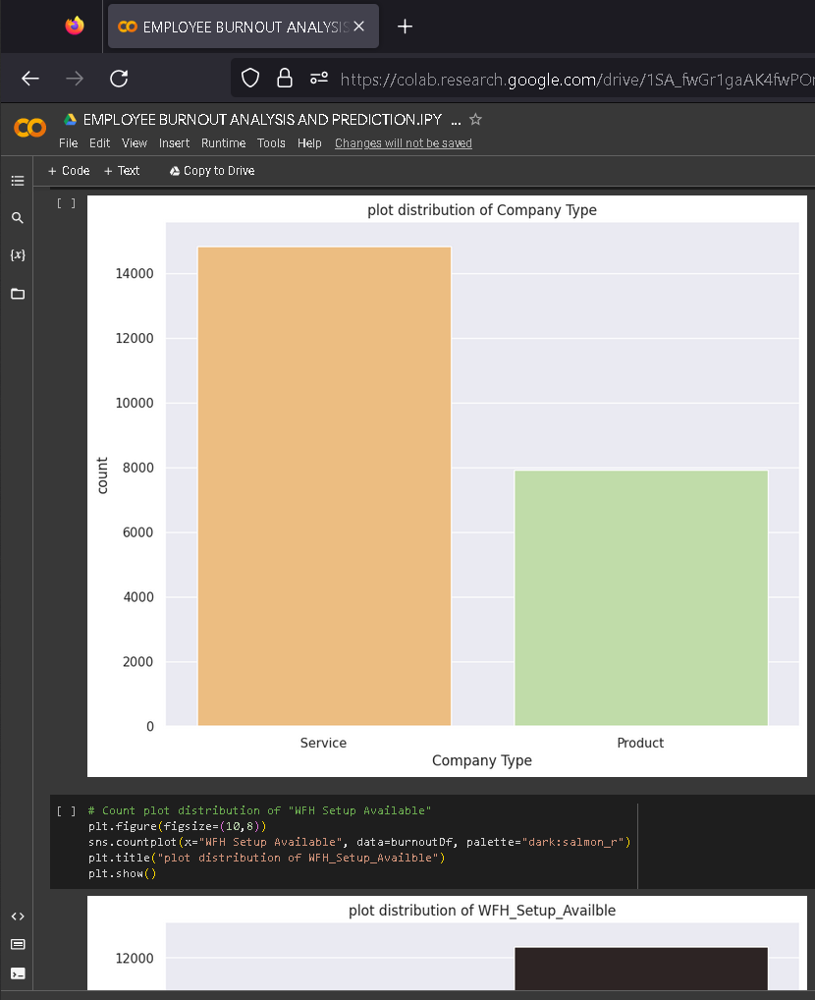 EMPLOYEE BURNOUT ANALYSIS
https://colab.research.google.com/drive/1SA_fwGr1gaAK4fwPO
EMPLOYEE BURNOUT ANALYSIS AND PREDICTION.IPY ...
File Edit View Insert Runtime Tools Help Changes will not be saved
+ Code + Text Copy to Drive
{x}
[ ]
plot distribution of Company Type
14000
12000
10000
8000
6000
4000
2000
0
count
Service Product
Company Type
[ ] # Count plot distribution of "WFH Setup Available"
plt.figure(figsize=(10,8))
sns.countplot(x="WFH Setup Available", data=burnoutDf, palette="dark:salmon_r")
plt.title("plot distribution of WFH_Setup_Availble")
plt.show()
plot distribution of WFH_Setup_Availble
12000